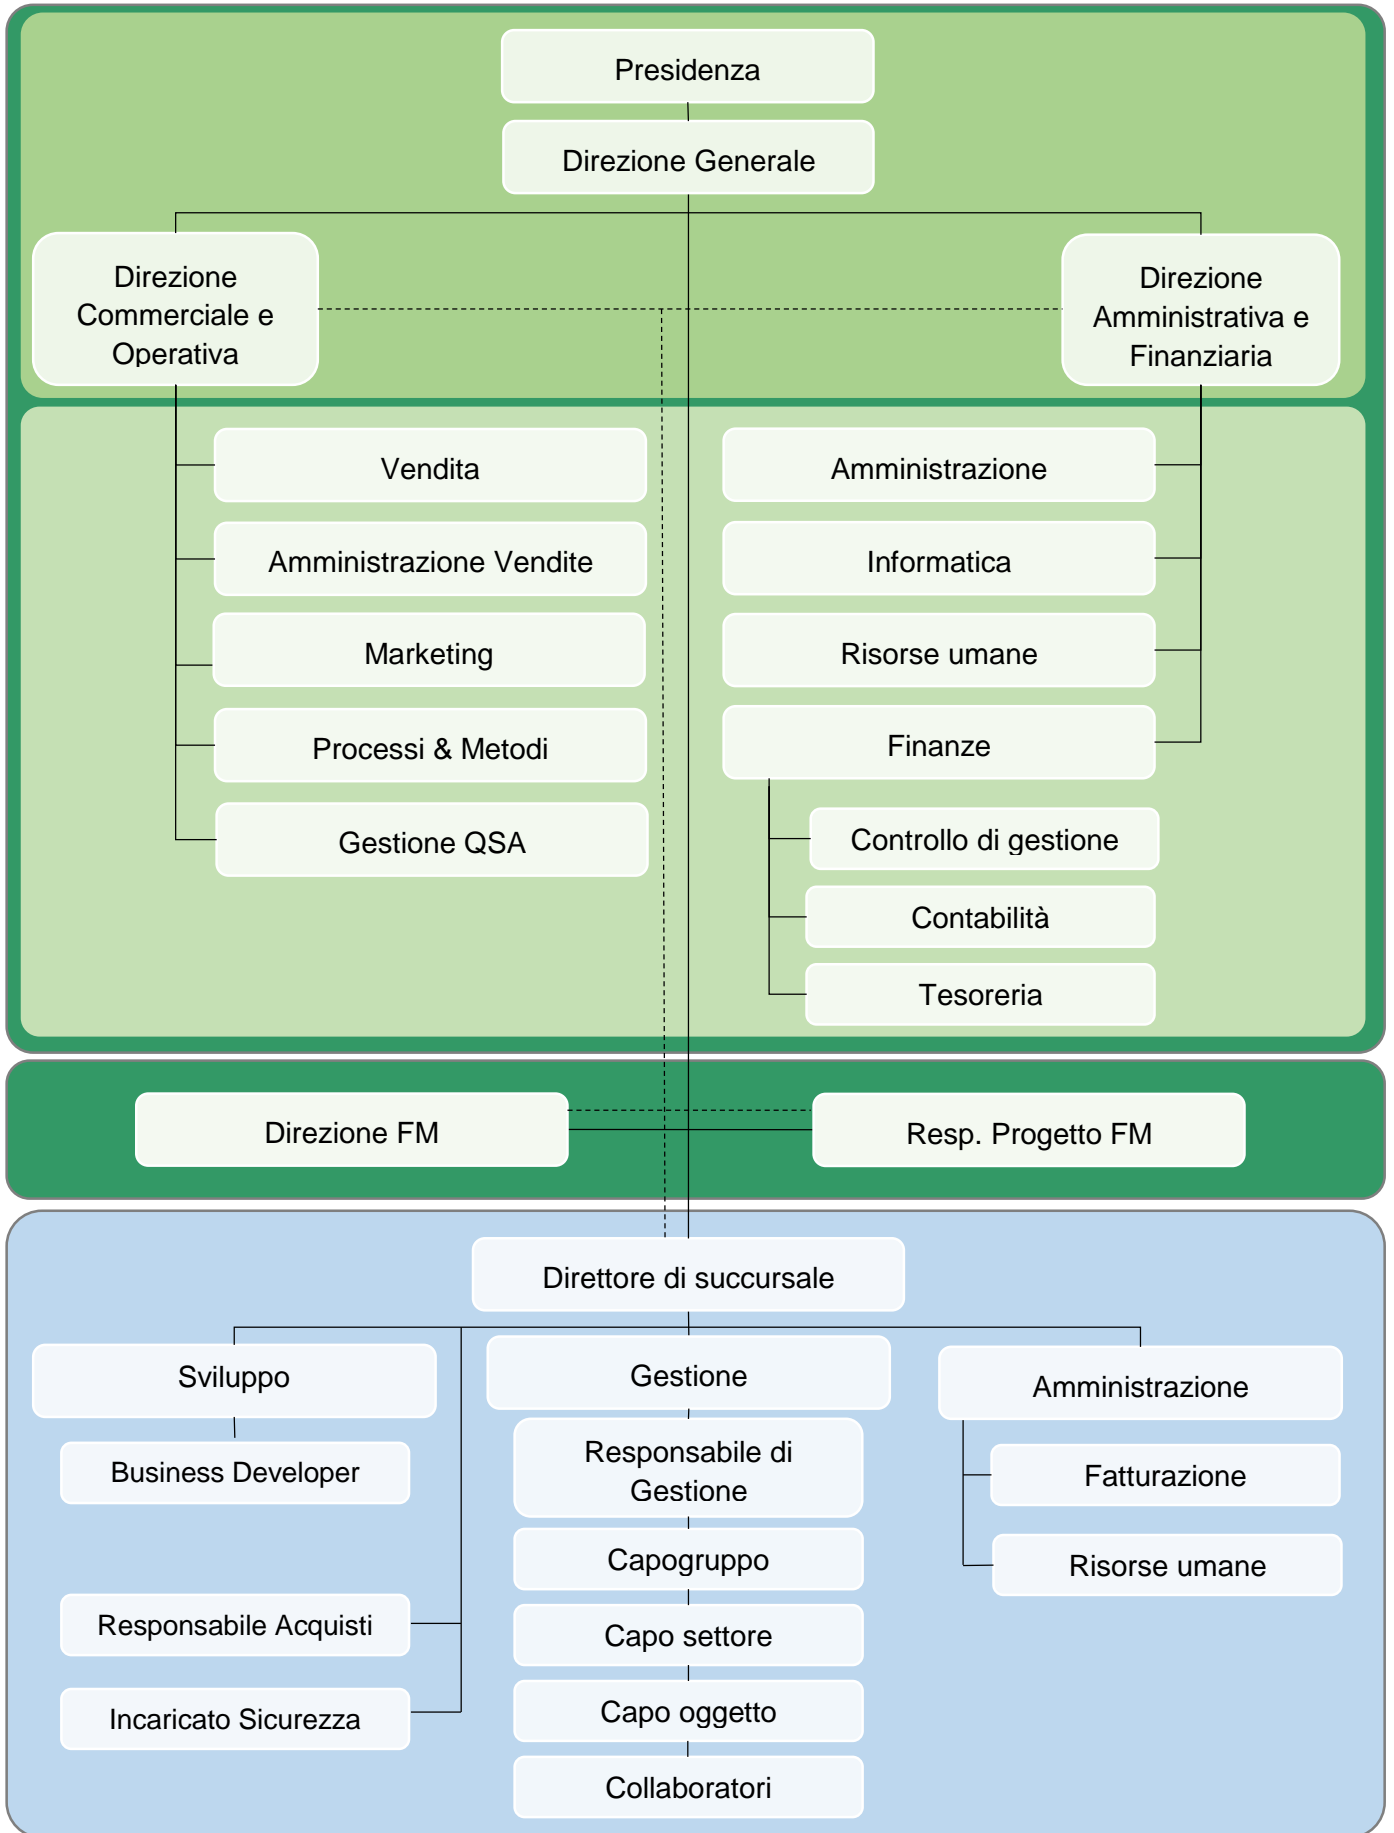 Presidenza
Direzione Generale
Direzione
Commerciale e
Operativa
Direzione
Amministrativa e
Finanziaria
Vendita
Amministrazione Vendite
Marketing
Processi & Metodi
Gestione QSA
Amministrazione
Informatica
Risorse umane
Finanze
Controllo di gestione
Contabilità
Tesoreria
Direzione FM
Resp. Progetto FM
Direttore di succursale
Sviluppo
Business Developer
Responsabile Acquisti
Incaricato Sicurezza
Gestione
Responsabile di
Gestione
Capogruppo
Capo settore
Capo oggetto
Collaboratori
Amministrazione
Fatturazione
Risorse umane